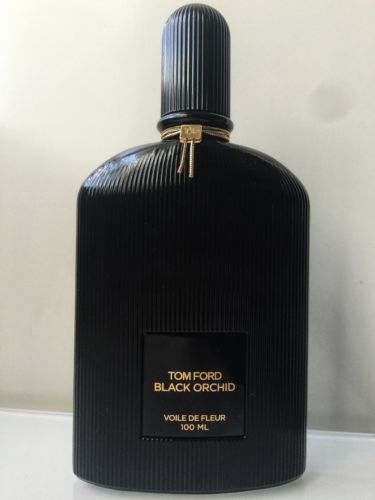 TOM FORD
BLACK ORCHID
VOILE DE FLEUR
100 ML